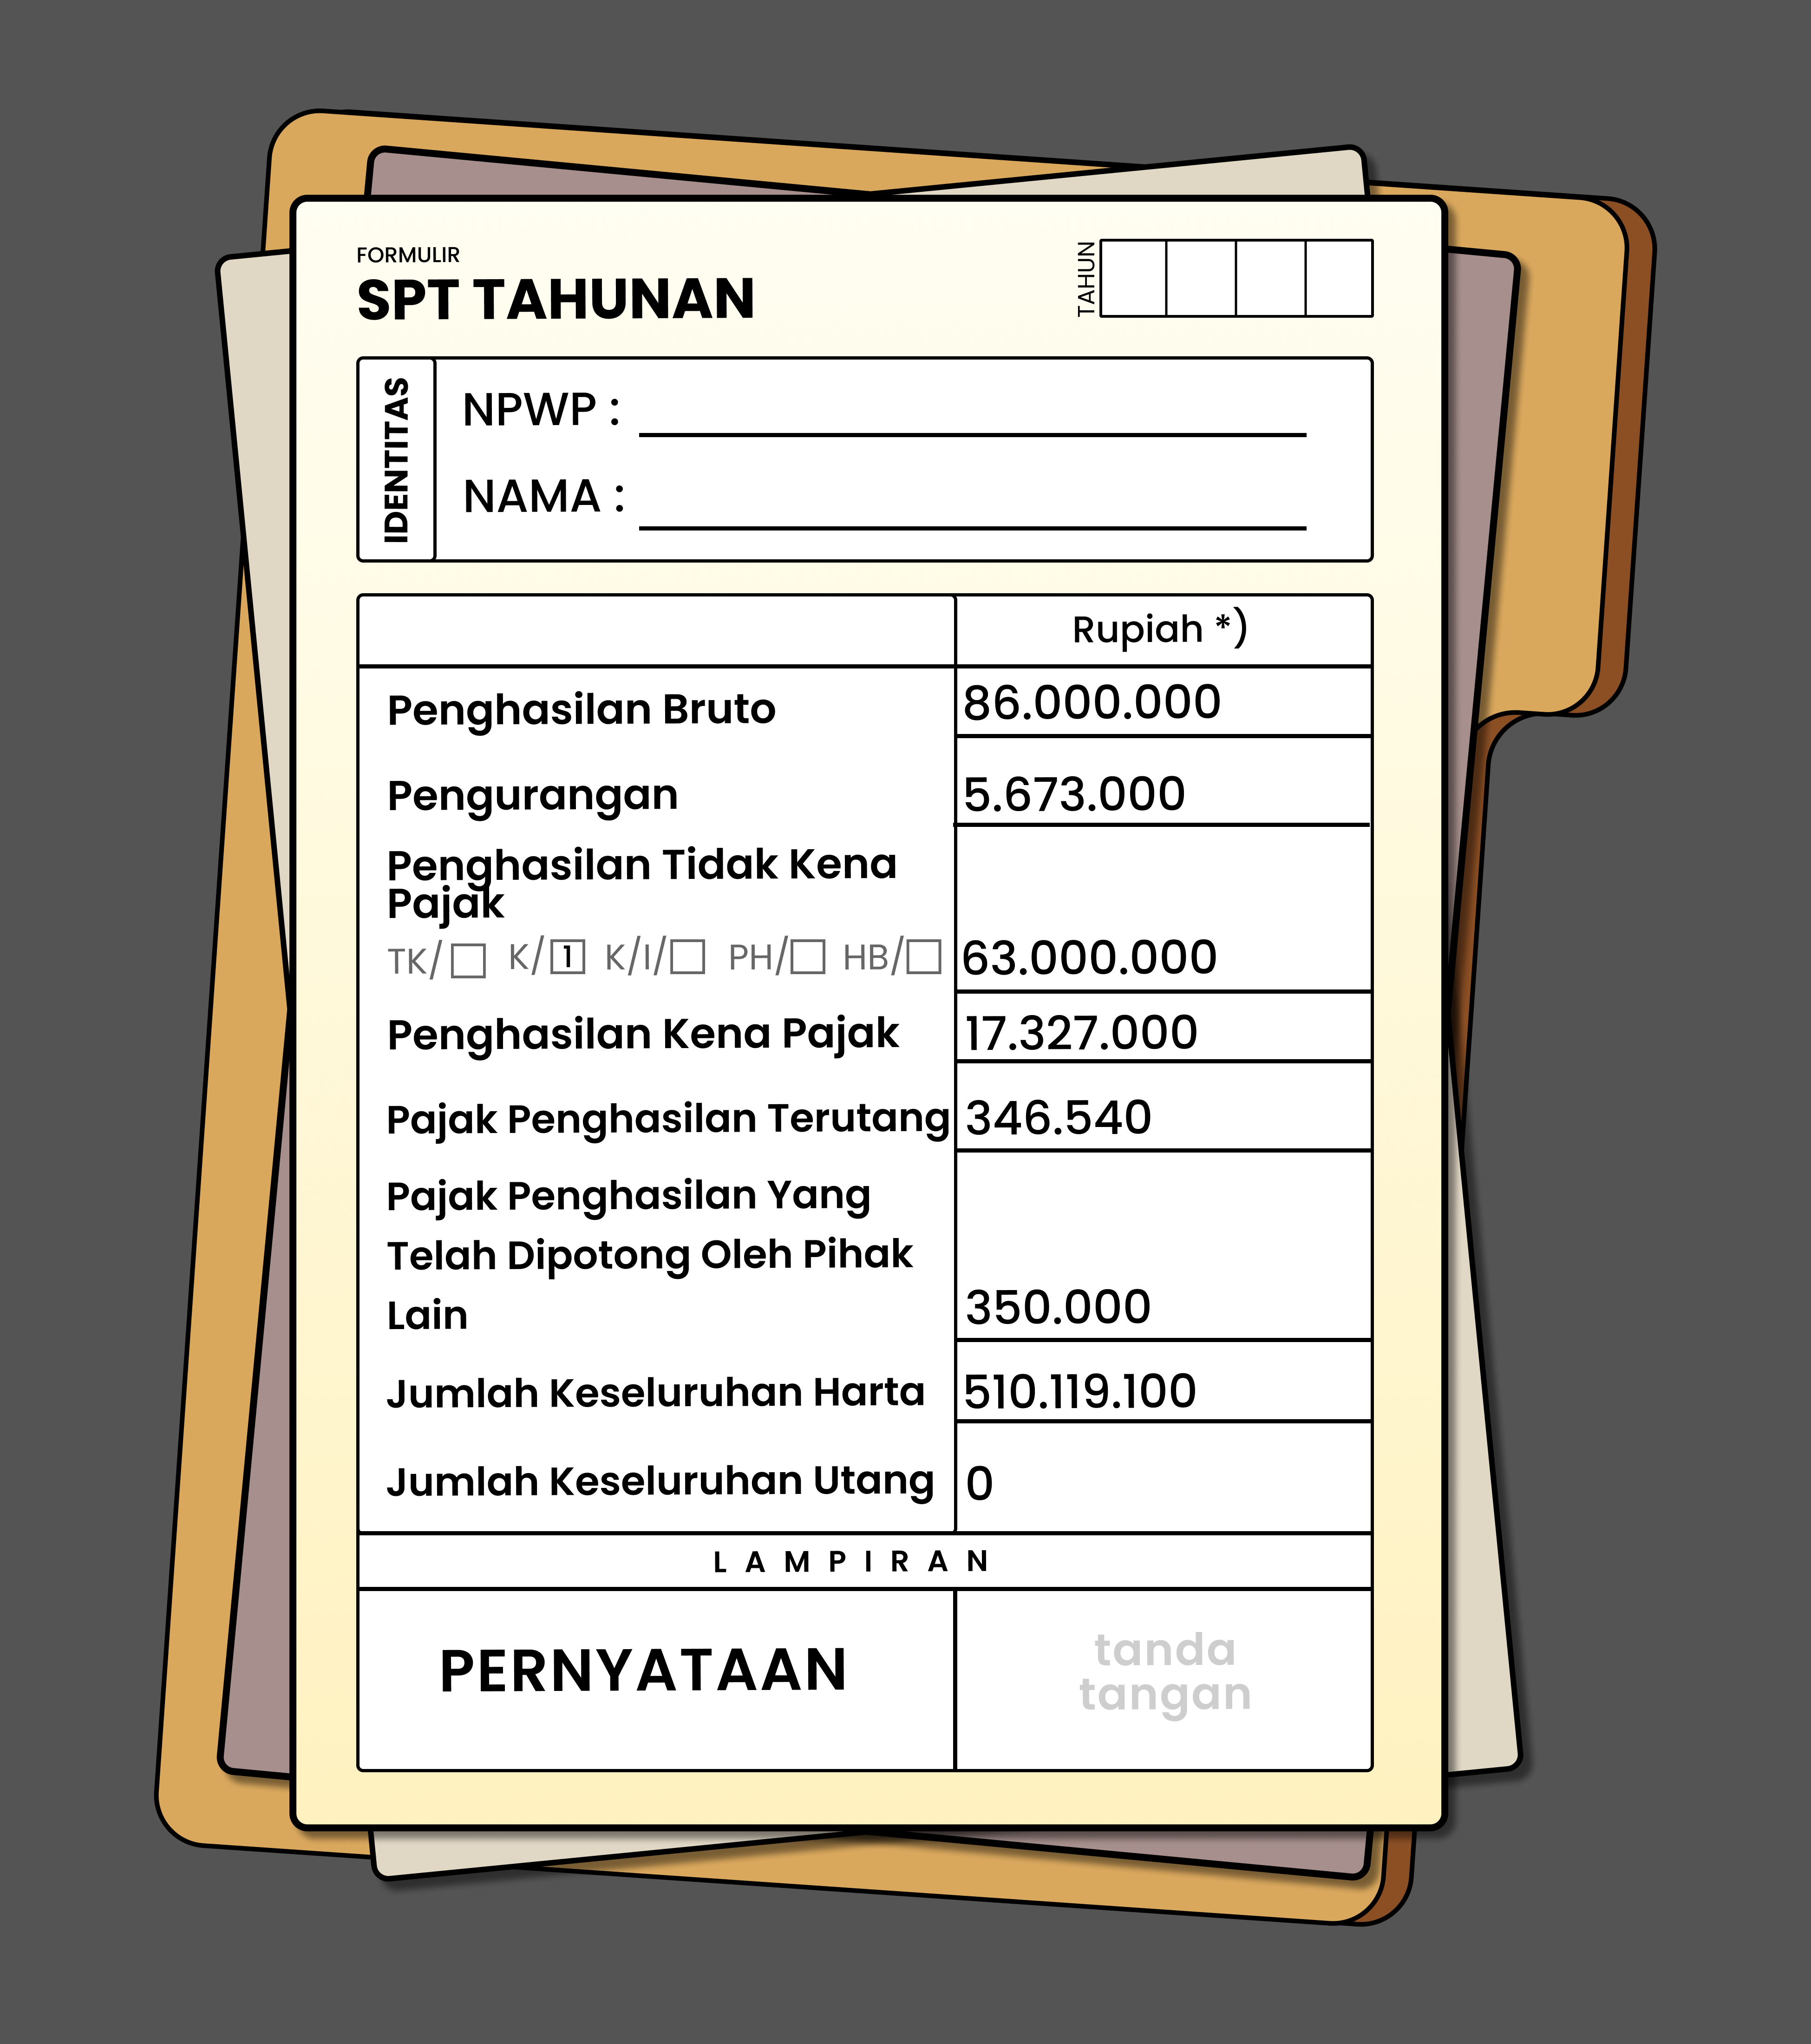 FORMULIR
SPT TAHUNAN
TAHUN
IDENTITAS
NPWP :
NAMA :
Rupiah *)
Penghasilan Bruto 86.000.000
Pengurangan 5.673.000
Penghasilan Tidak Kena
Pajak
TK/ K/ 1 K/I/ PH/ HB/ 63.000.000
Penghasilan Kena Pajak 17.327.000
Pajak Penghasilan Terutang 346.540
Pajak Penghasilan Yang
Telah Dipotong Oleh Pihak
Lain 350.000
Jumlah Keseluruhan Harta 510.119.100
Jumlah Keseluruhan Utang 0
LAMPIRAN
PERNYATAAN
tanda
tangan